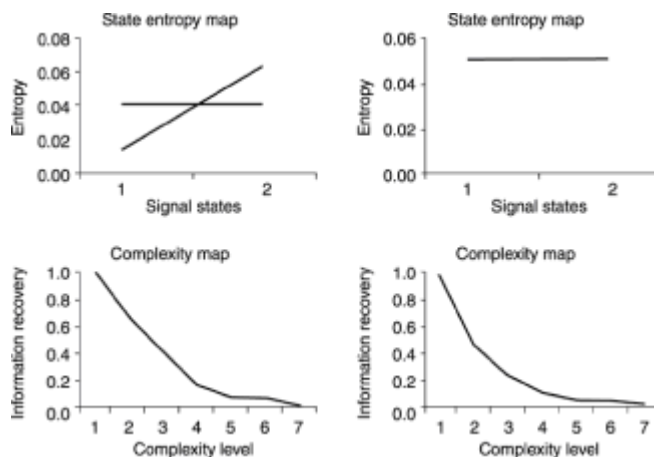 State entropy map
Entropy
0.08
0.06
0.04
0.02
0.00
1 2
Signal states
State entropy map
Entropy
0.06
0.04
0.02
0.00
1 2
Signal states
Complexity map
Information recovery
1.0
0.8
0.6
0.4
0.2
0.0
1 2 3 4 5 6 7
Complexity level
Complexity map
Information recovery
1.0
0.8
0.6
0.4
0.2
0.0
1 2 3 4 5 6 7
Complexity level